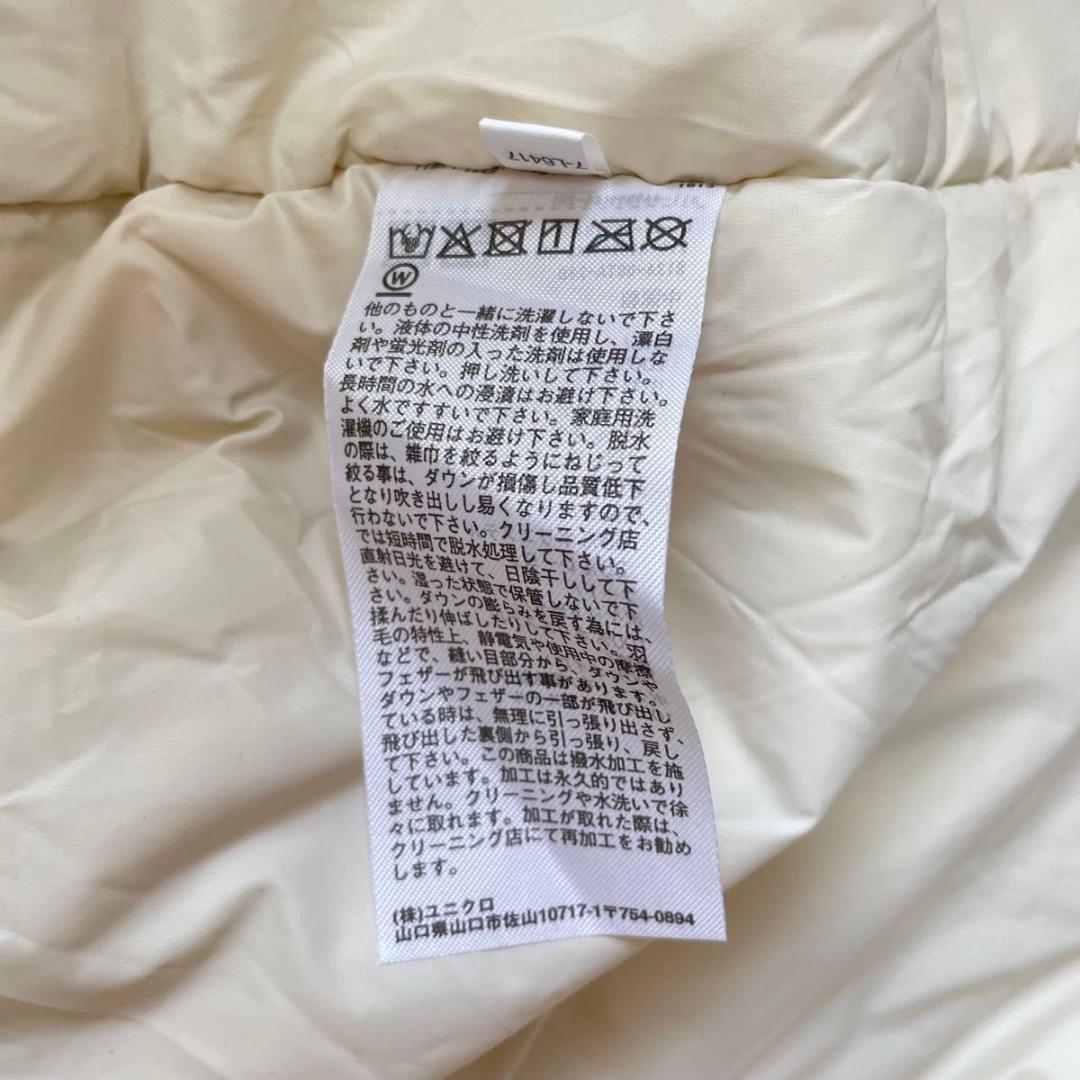 7-L6417
W
他のものと一緒に洗濯しないで下さ
い。液体の中性洗剤を使用し、漂白
剤や蛍光剤の入った洗剤は使用しな
いで下さい。押し洗いして下さい。
長時間の水への浸漬はお避け下さい。
よく水ですすいで下さい。家庭用洗
濯機のご使用はお避け下さい。脱水
の際は、雑巾を絞るようにねじって
絞る事は、ダウンが損傷し品質低下
となり吹き出しし易くなりますので、
行わないで下さい。クリーニング店
では短時間で脱水処理して下さい。
直射日光を避けて、日陰干しして下
さい。湿った状態で保管しないで下
さい。ダウンの膨らみを戻す為には、
揉んだり伸ばしたりして下さい。羽
毛の特性上、静電気や使用中の摩擦
などで、縫い目部分から、ダウンや
フェザーが飛び出す事があります。
ダウンやフェザーの一部が飛び出し
ている時は、無理に引っ張り出さず、
飛び出した裏側から引っ張り、戻し
て下さい。この商品は撥水加工を施
しています。加工は永久的ではあり
ません。クリーニングや水洗いで徐
々に取れます。加工が取れた際は、
クリーニング店にて再加工をお勧め
します。
(株)ユニクロ
山口県山口市佐山10717-1〒754-0894